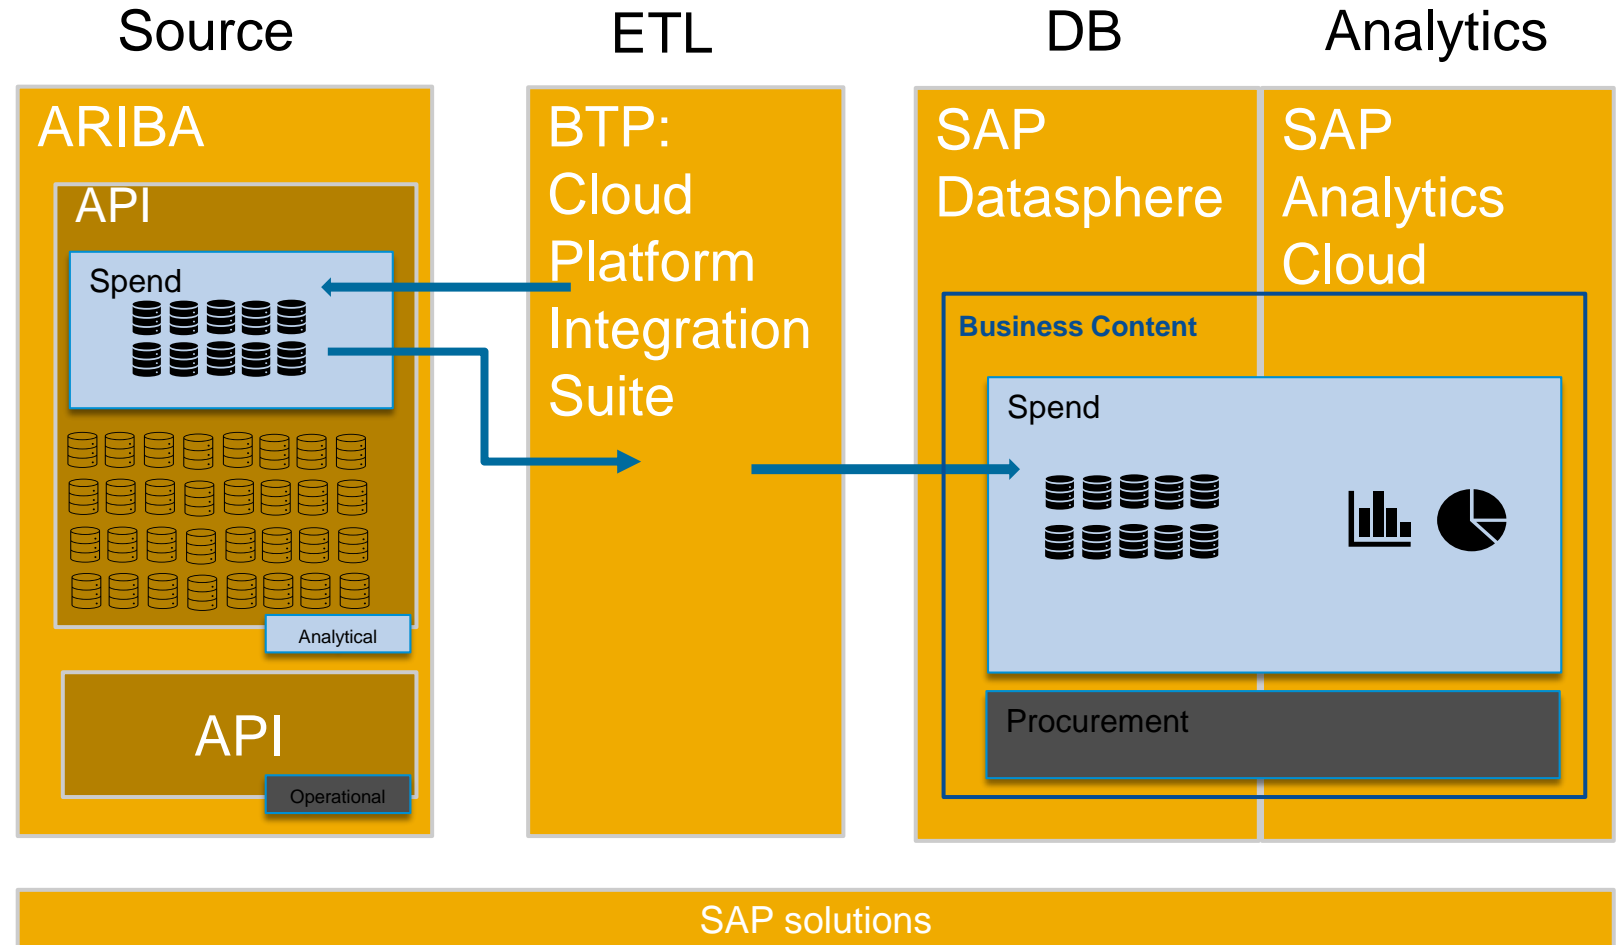 Source
ETL
DB
Analytics
ARIBA
API
Spend
Analytical
API
Operational
BTP:
Cloud
Platform
Integration
Suite
SAP
Datasphere
SAP
Analytics
Cloud
Business Content
Spend
Procurement
SAP solutions